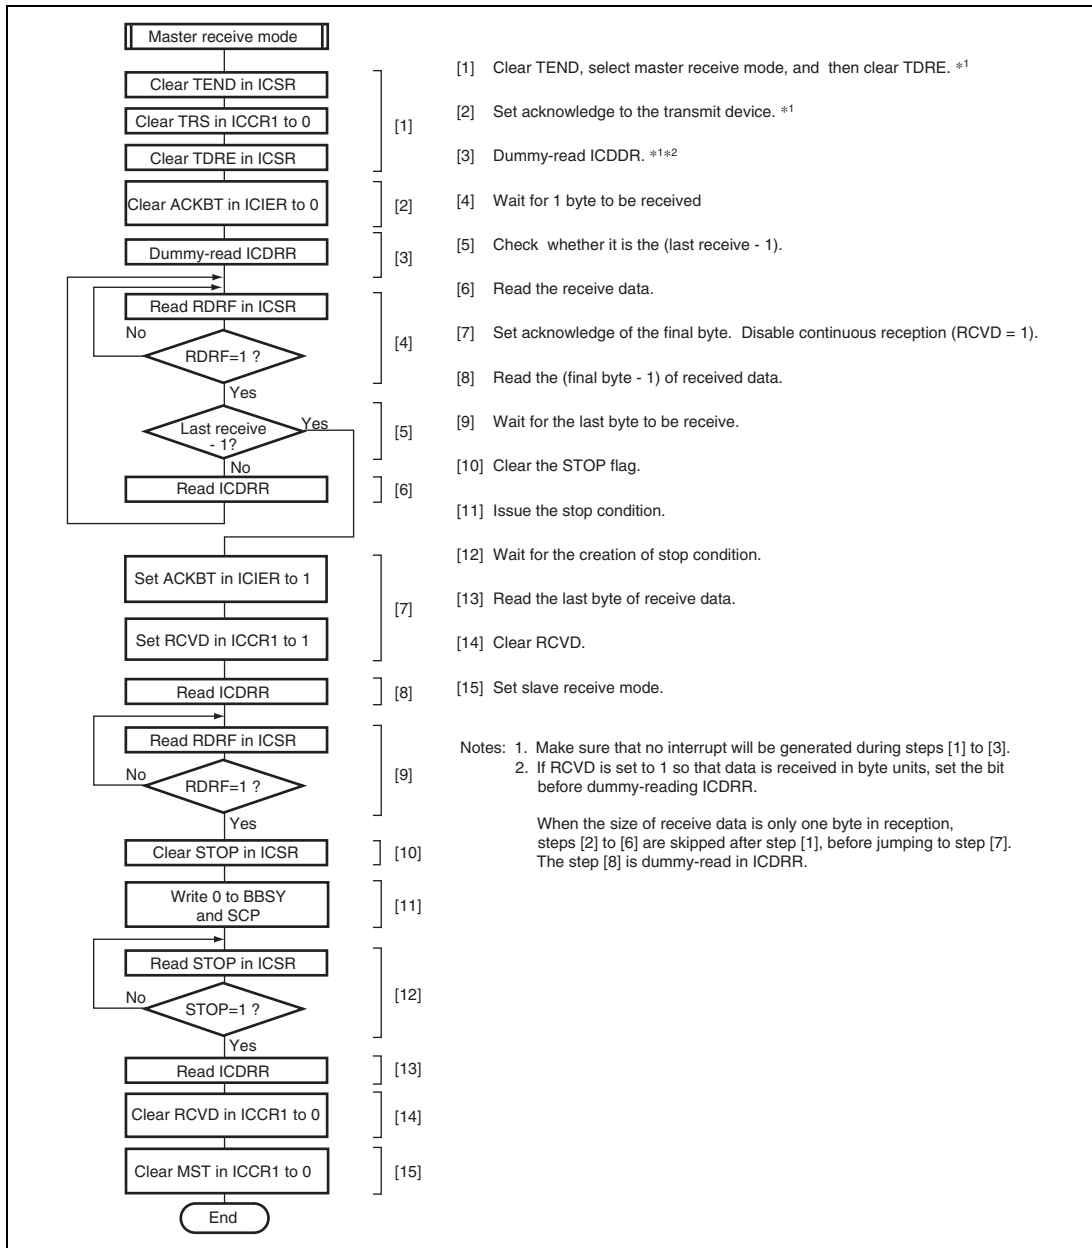 Master receive mode
Clear TEND in ICSR
Clear TRS in ICCR1 to 0
Clear TDRE in ICSR
[1]
Clear ACKBT in ICIER to 0
[2]
Dummy-read ICDRR
[3]
Read RDRF in ICSR
No
RDRF=1 ?
[4]
Yes
Last receive
- 1?
Yes
[5]
No
Read ICDRR
[6]
Set ACKBT in ICIER to 1
[7]
Set RCVD in ICCR1 to 1
Read ICDRR
[8]
Read RDRF in ICSR
No
RDRF=1 ?
[9]
Yes
Clear STOP in ICSR
[10]
Write 0 to BBSY
and SCP
[11]
Read STOP in ICSR
No
STOP=1 ?
[12]
Yes
Read ICDRR
[13]
Clear RCVD in ICCR1 to 0
[14]
Clear MST in ICCR1 to 0
[15]
End
[1] Clear TEND, select master receive mode, and then clear TDRE. *1
[2] Set acknowledge to the transmit device. *1
[3] Dummy-read ICDDR. *1*2
[4] Wait for 1 byte to be received
[5] Check whether it is the (last receive - 1).
[6] Read the receive data.
[7] Set acknowledge of the final byte. Disable continuous reception (RCVD = 1).
[8] Read the (final byte - 1) of received data.
[9] Wait for the last byte to be receive.
[10] Clear the STOP flag.
[11] Issue the stop condition.
[12] Wait for the creation of stop condition.
[13] Read the last byte of receive data.
[14] Clear RCVD.
[15] Set slave receive mode.
Notes: 1. Make sure that no interrupt will be generated during steps [1] to [3].
2. If RCVD is set to 1 so that data is received in byte units, set the bit
before dummy-reading ICDRR.
When the size of receive data is only one byte in reception,
steps [2] to [6] are skipped after step [1], before jumping to step [7].
The step [8] is dummy-read in ICDRR.